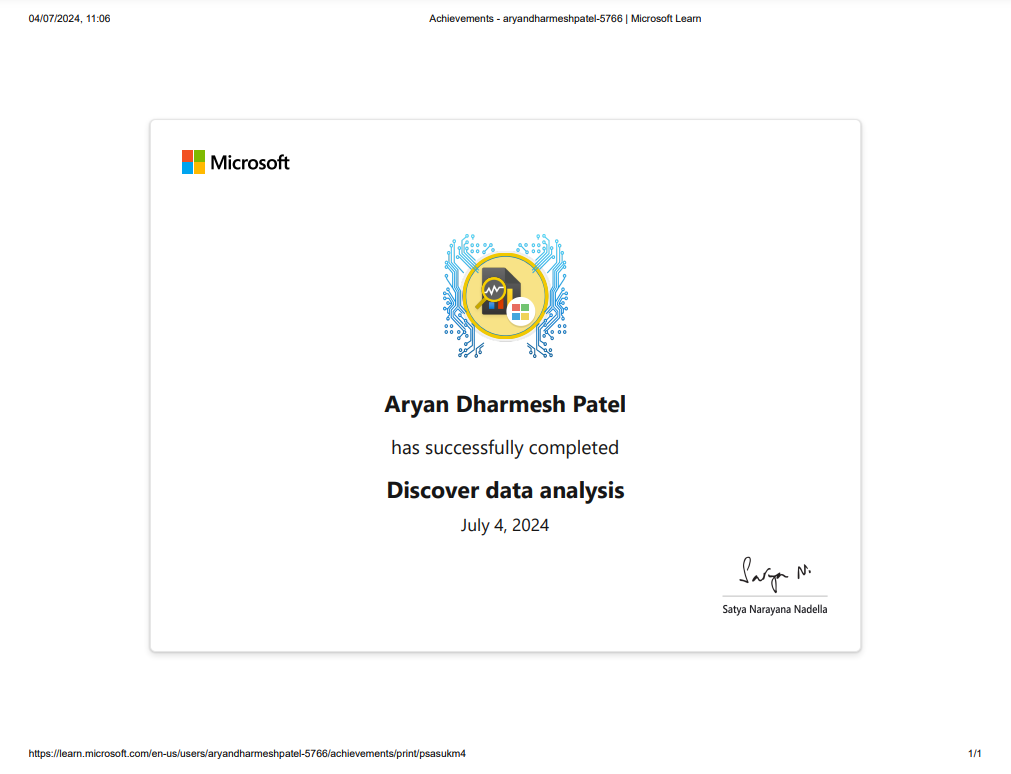 04/07/2024, 11:06
Achievements - aryandharmeshpatel-5766 | Microsoft Learn
Microsoft
Aryan Dharmesh Patel
has successfully completed
Discover data analysis
July 4, 2024
Satya N.
Satya Narayana Nadella
https://learn.microsoft.com/en-us/users/aryandharmeshpatel-5766/achievements/print/psasukm4
1/1